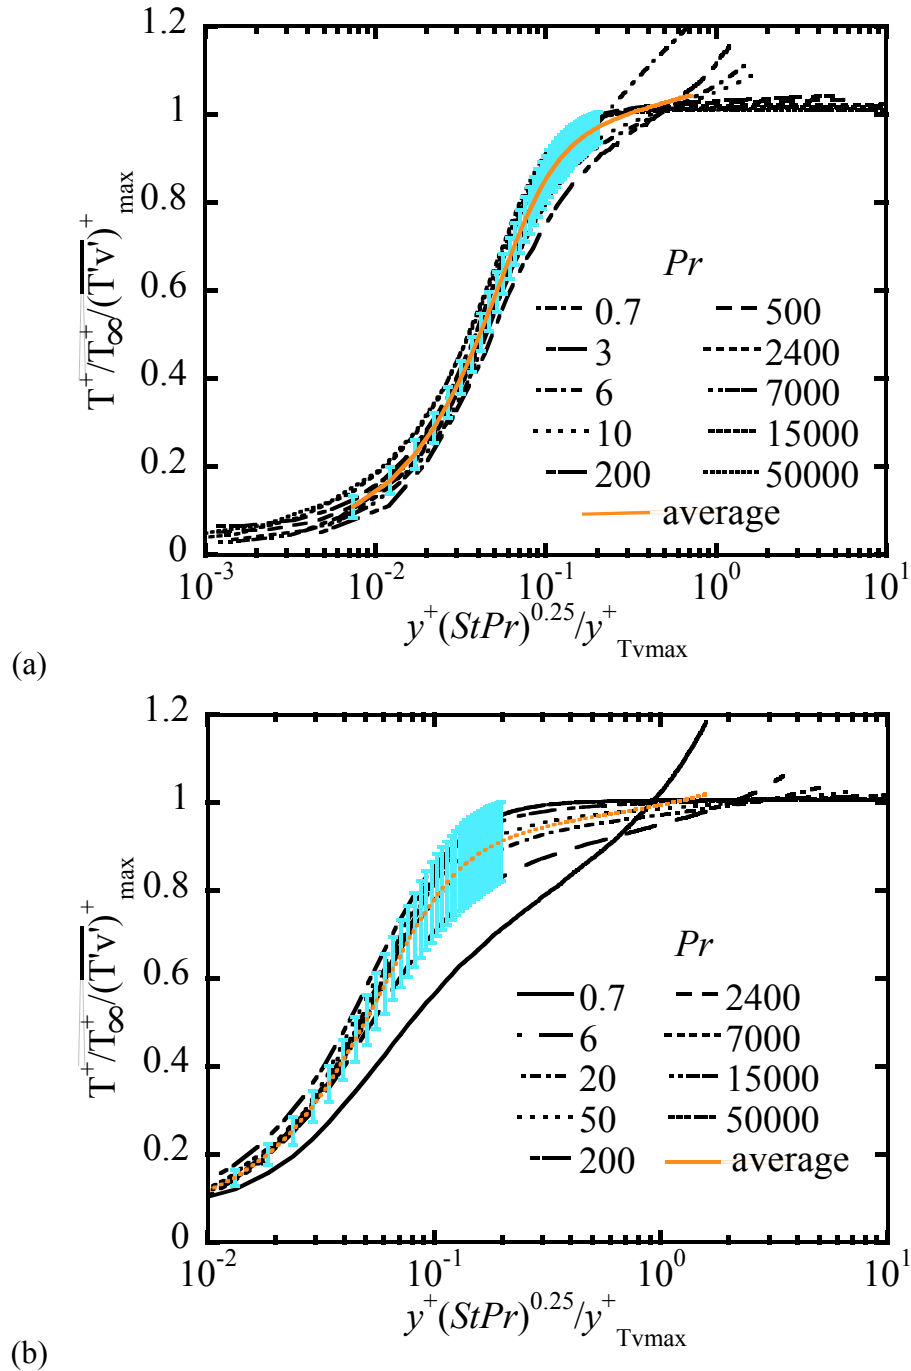 1.2
1
0.8
0.6
0.4
0.2
0
T⁺/T∞⁺/(T'v')⁺max
Pr
0.7 500
3 2400
6 7000
10 15000
200 50000
average
10⁻³ 10⁻² 10⁻¹ 10⁰ 10¹
y⁺(StPr)⁰·²⁵/y⁺Tvmax
(a)
1.2
1
0.8
0.6
0.4
0.2
0
T⁺/T∞⁺/(T'v')⁺max
Pr
0.7 2400
6 7000
20 15000
50 50000
200 average
10⁻² 10⁻¹ 10⁰ 10¹
y⁺(StPr)⁰·²⁵/y⁺Tvmax
(b)